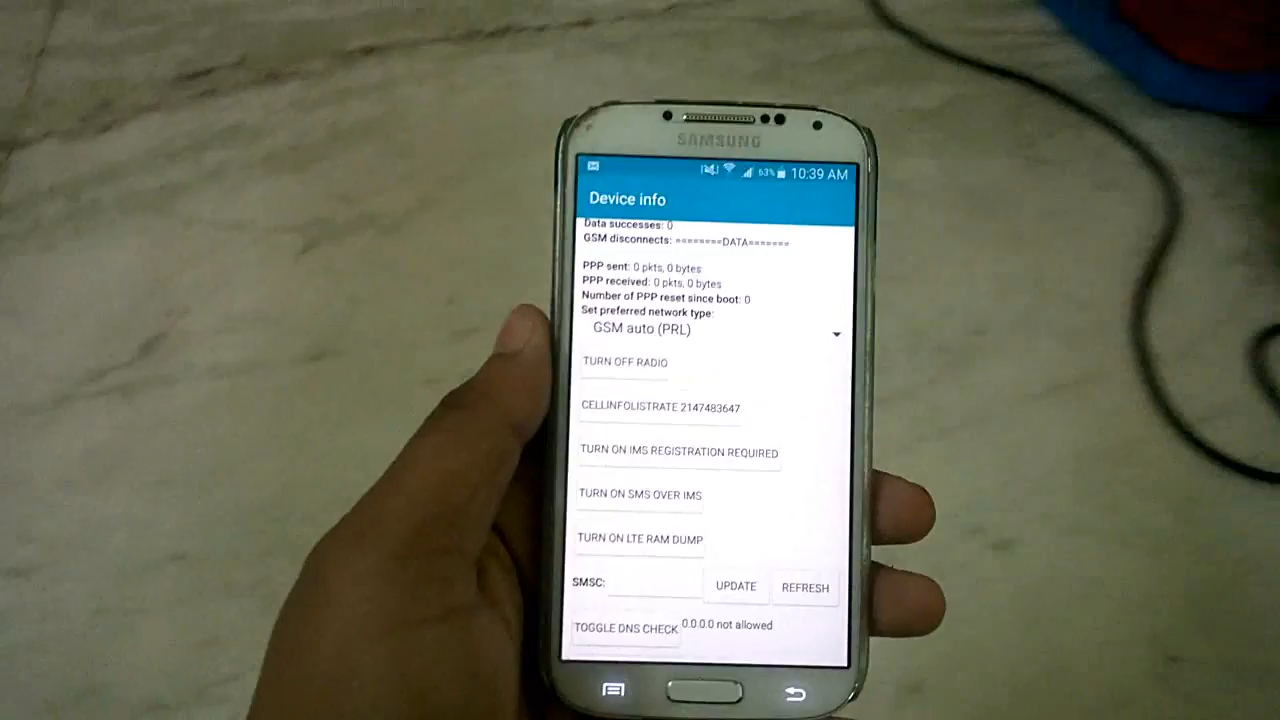 SAMSUNG
63% 10:39 AM
Device info
Data successes: 0
GSM disconnects: ========DATA=======
PPP sent: 0 pkts, 0 bytes
PPP received: 0 pkts, 0 bytes
Number of PPP reset since boot: 0
Set preferred network type:
GSM auto (PRL)
TURN OFF RADIO
CELLINFOLISTRATE 2147483647
TURN ON IMS REGISTRATION REQUIRED
TURN ON SMS OVER IMS
TURN ON LTE RAM DUMP
SMSC: UPDATE REFRESH
TOGGLE DNS CHECK 0.0.0.0 not allowed